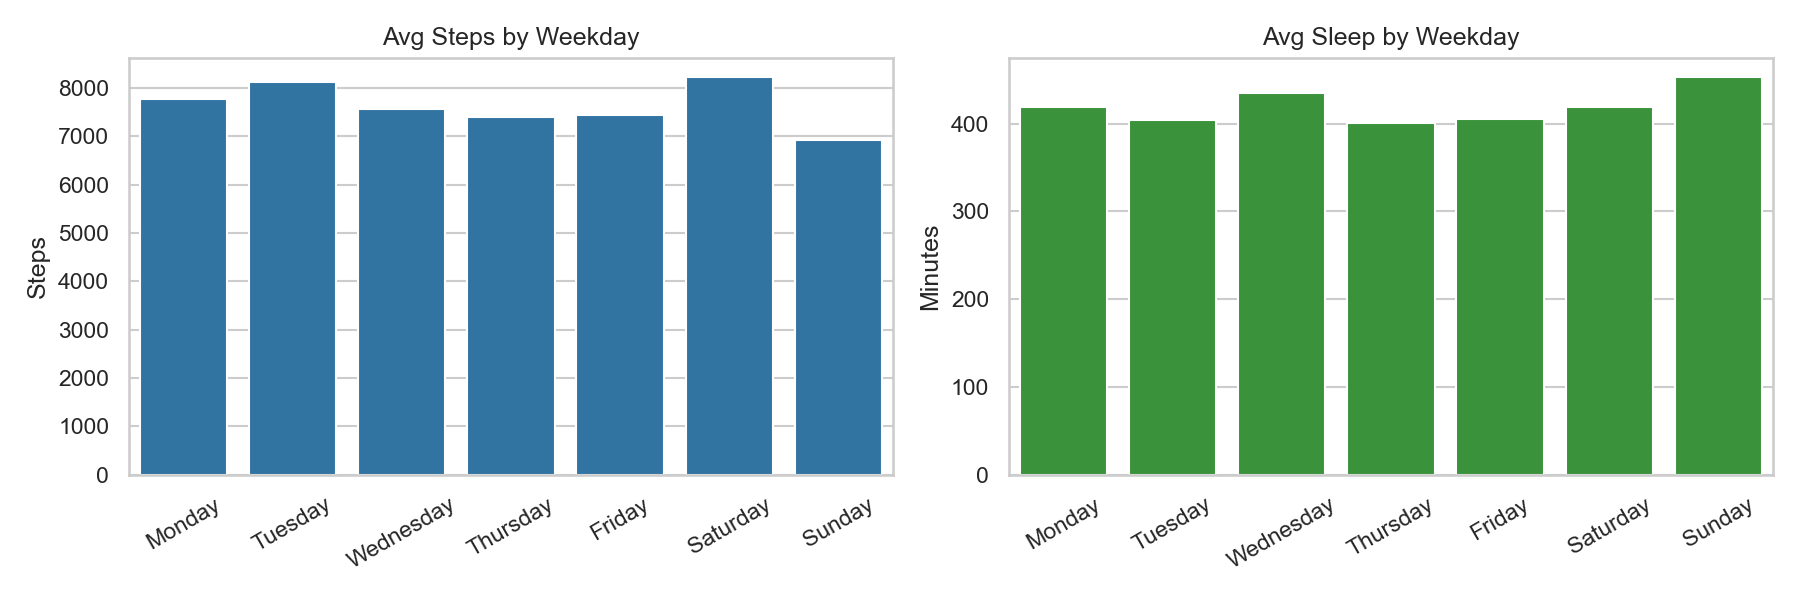 Avg Steps by Weekday
Steps
8000
7000
6000
5000
4000
3000
2000
1000
0
Monday
Tuesday
Wednesday
Thursday
Friday
Saturday
Sunday
Avg Sleep by Weekday
Minutes
400
300
200
100
0
Monday
Tuesday
Wednesday
Thursday
Friday
Saturday
Sunday